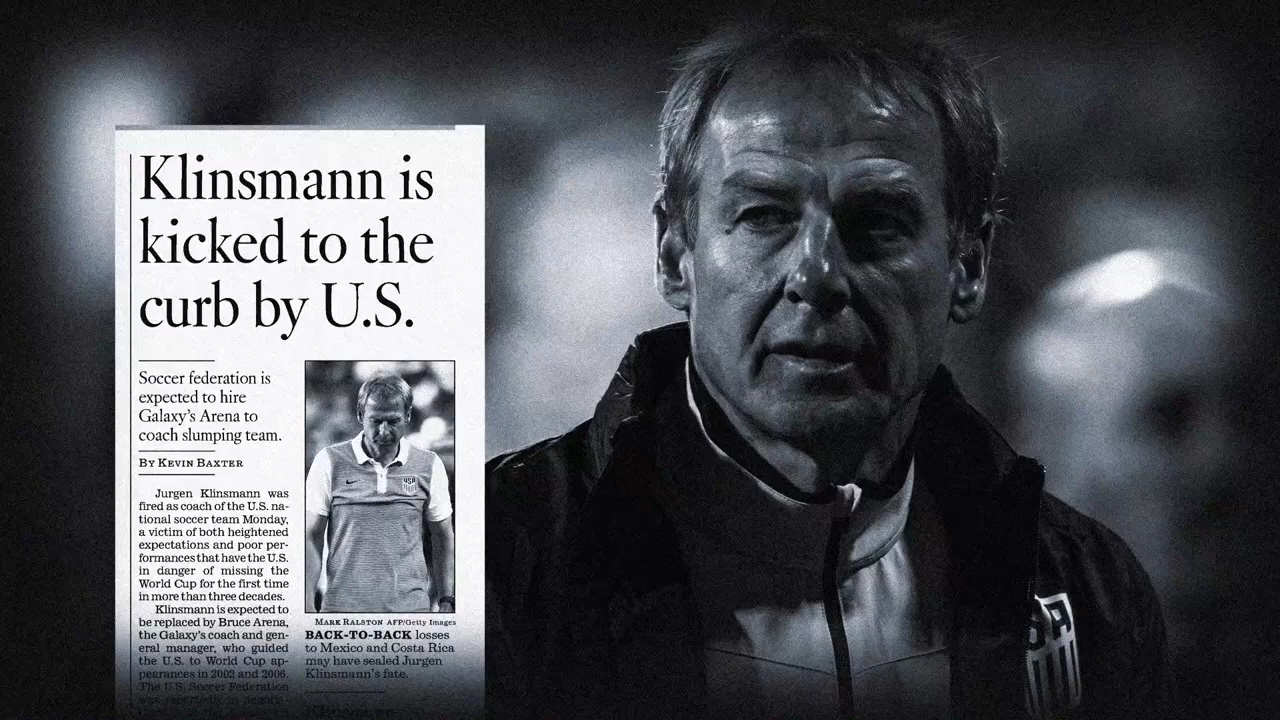 Klinsmann is
kicked to the
curb by U.S.
Soccer federation is
expected to hire
Galaxy's Arena to
coach slumping team.
BY KEVIN BAXTER
Jurgen Klinsmann was
fired as coach of the U.S. na-
tional soccer team Monday,
a victim of both heightened
expectations and poor per-
formances that have the U.S.
in danger of missing the
World Cup for the first time
in more than three decades.
Klinsmann is expected to
be replaced by Bruce Arena,
the Galaxy's coach and gen-
eral manager, who guided
the U.S. to World Cup ap-
pearances in 2002 and 2006.
The U.S. Soccer Federation
was reportedly in negotia-
MARK RALSTON AFP/Getty Images
BACK-TO-BACK losses
to Mexico and Costa Rica
may have sealed Jurgen
Klinsmann's fate.
USA